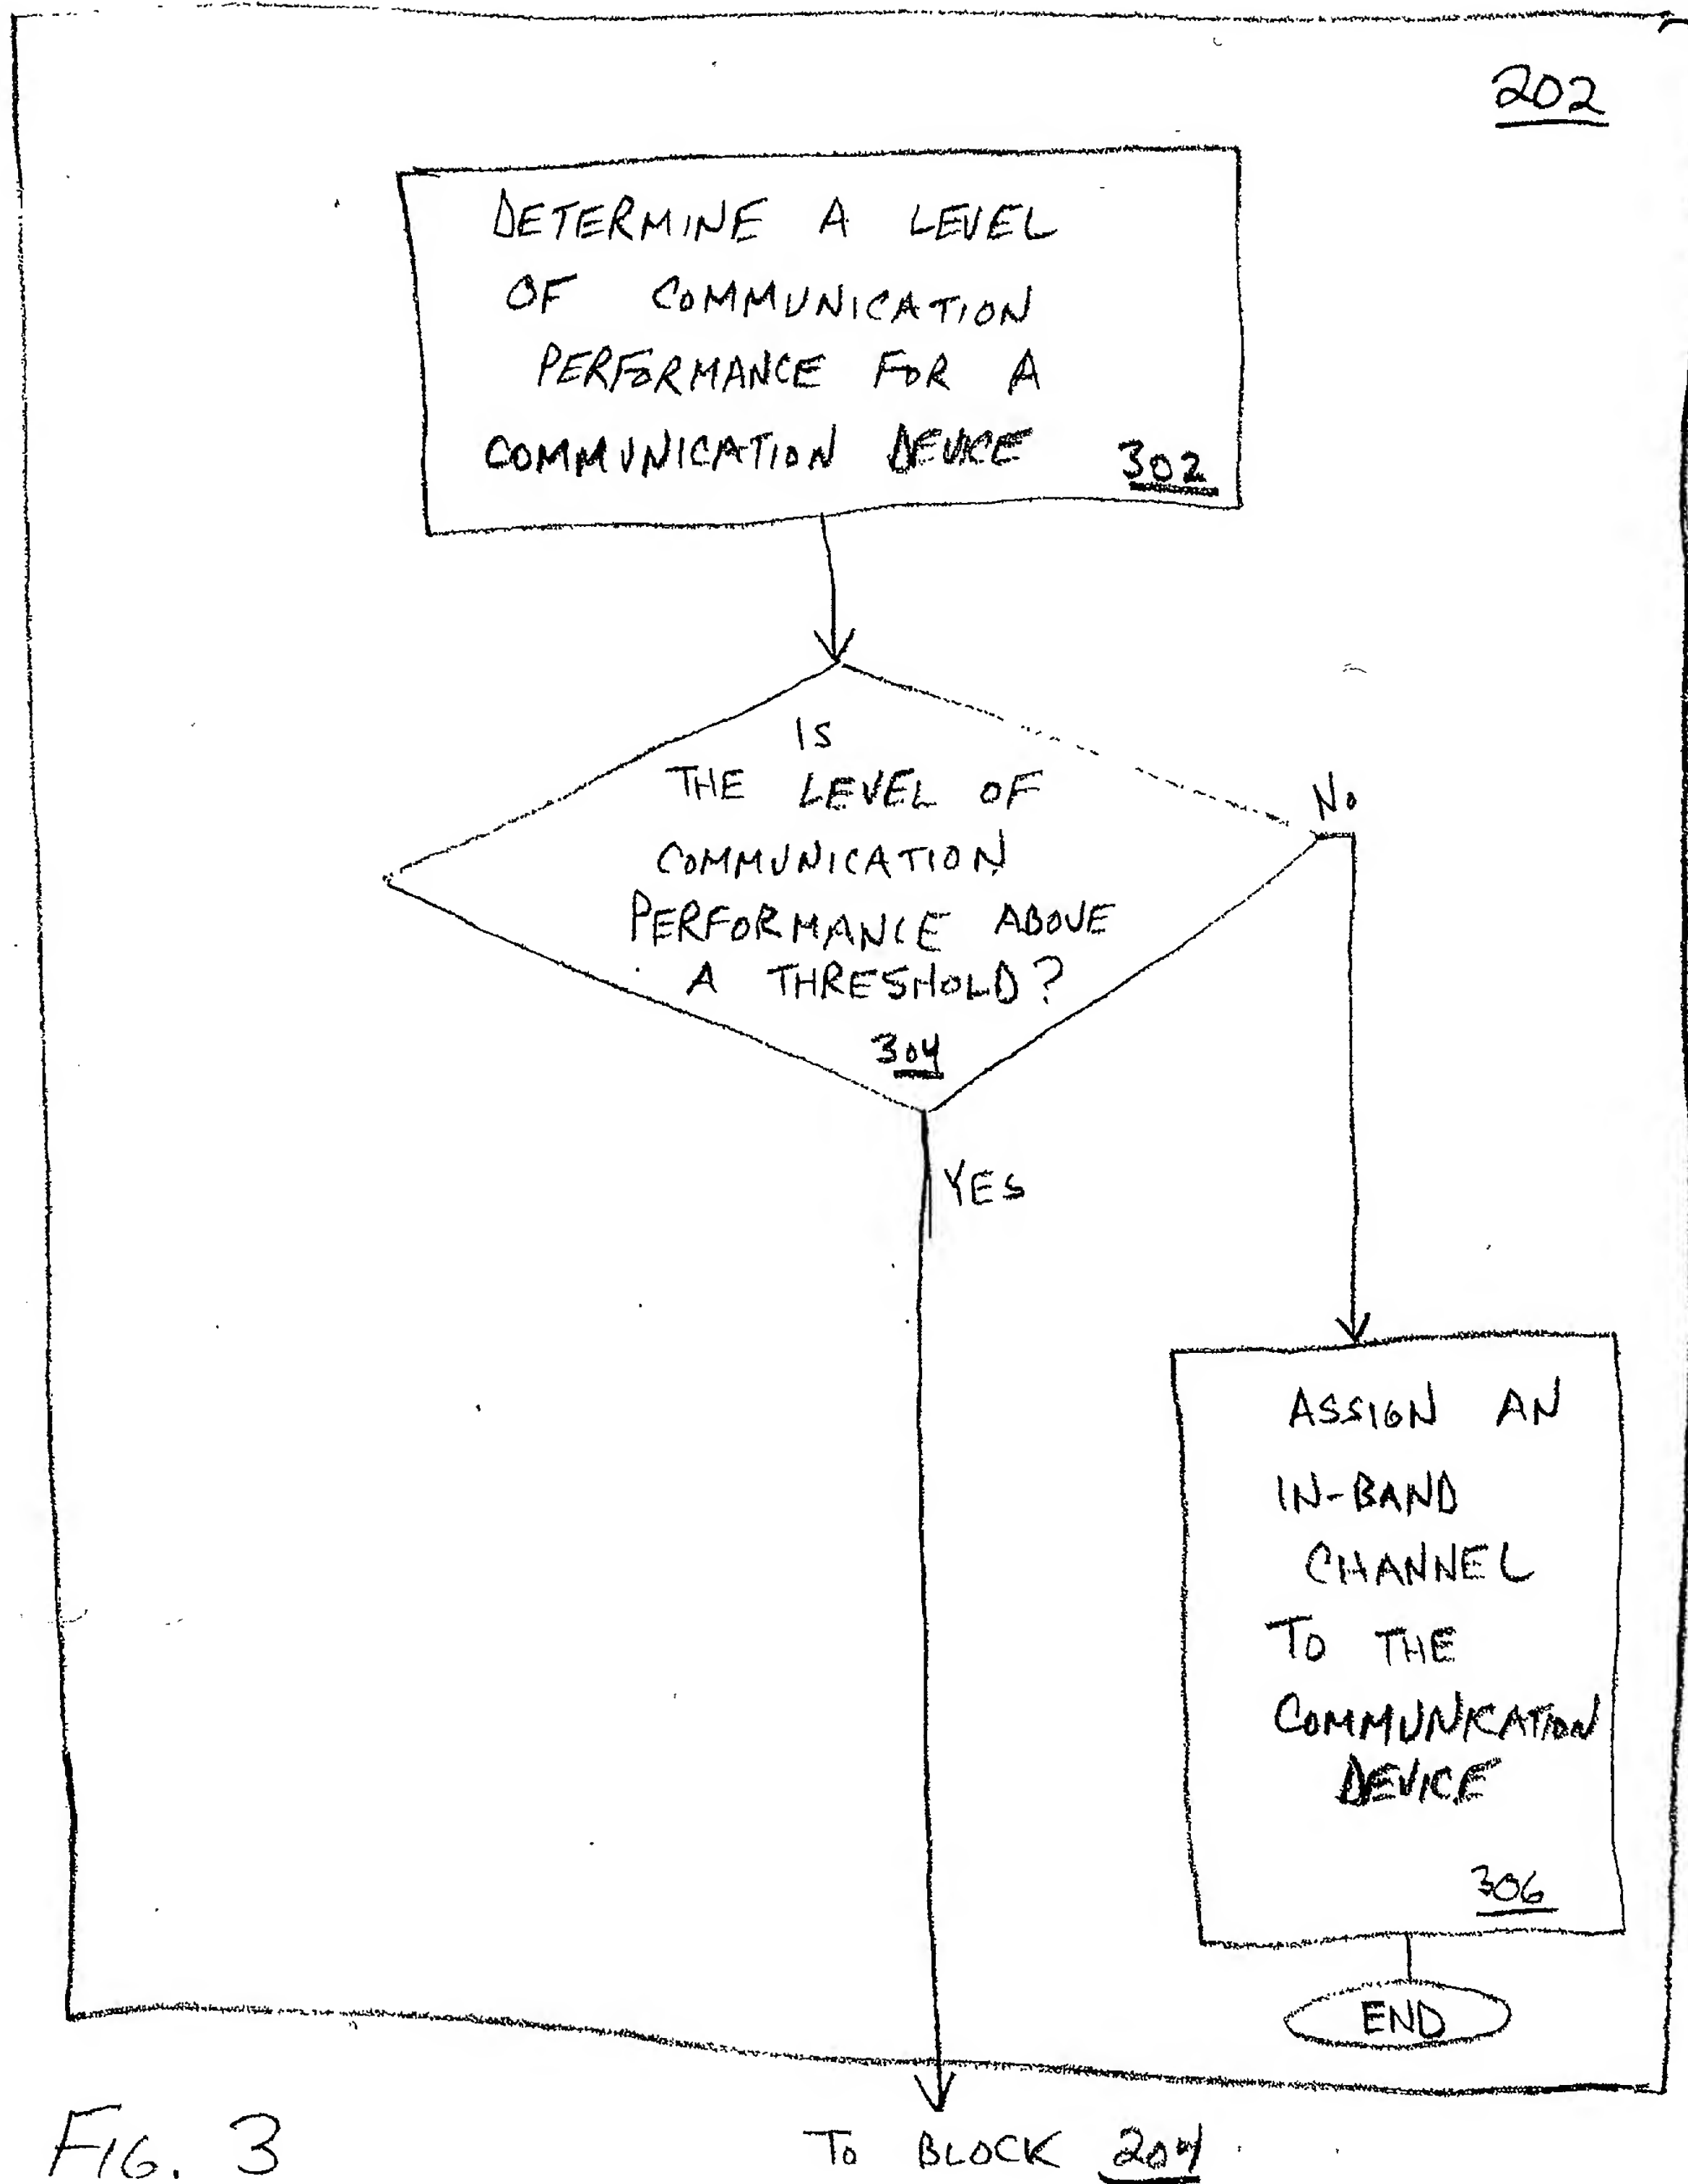 202
DETERMINE A LEVEL
OF COMMUNICATION
PERFORMANCE FOR A
COMMUNICATION DEVICE 302
IS
THE LEVEL OF
COMMUNICATION
PERFORMANCE ABOVE
A THRESHOLD?
304
NO
YES
ASSIGN AN
IN-BAND
CHANNEL
TO THE
COMMUNICATION
DEVICE
306
END
FIG. 3
TO BLOCK 204